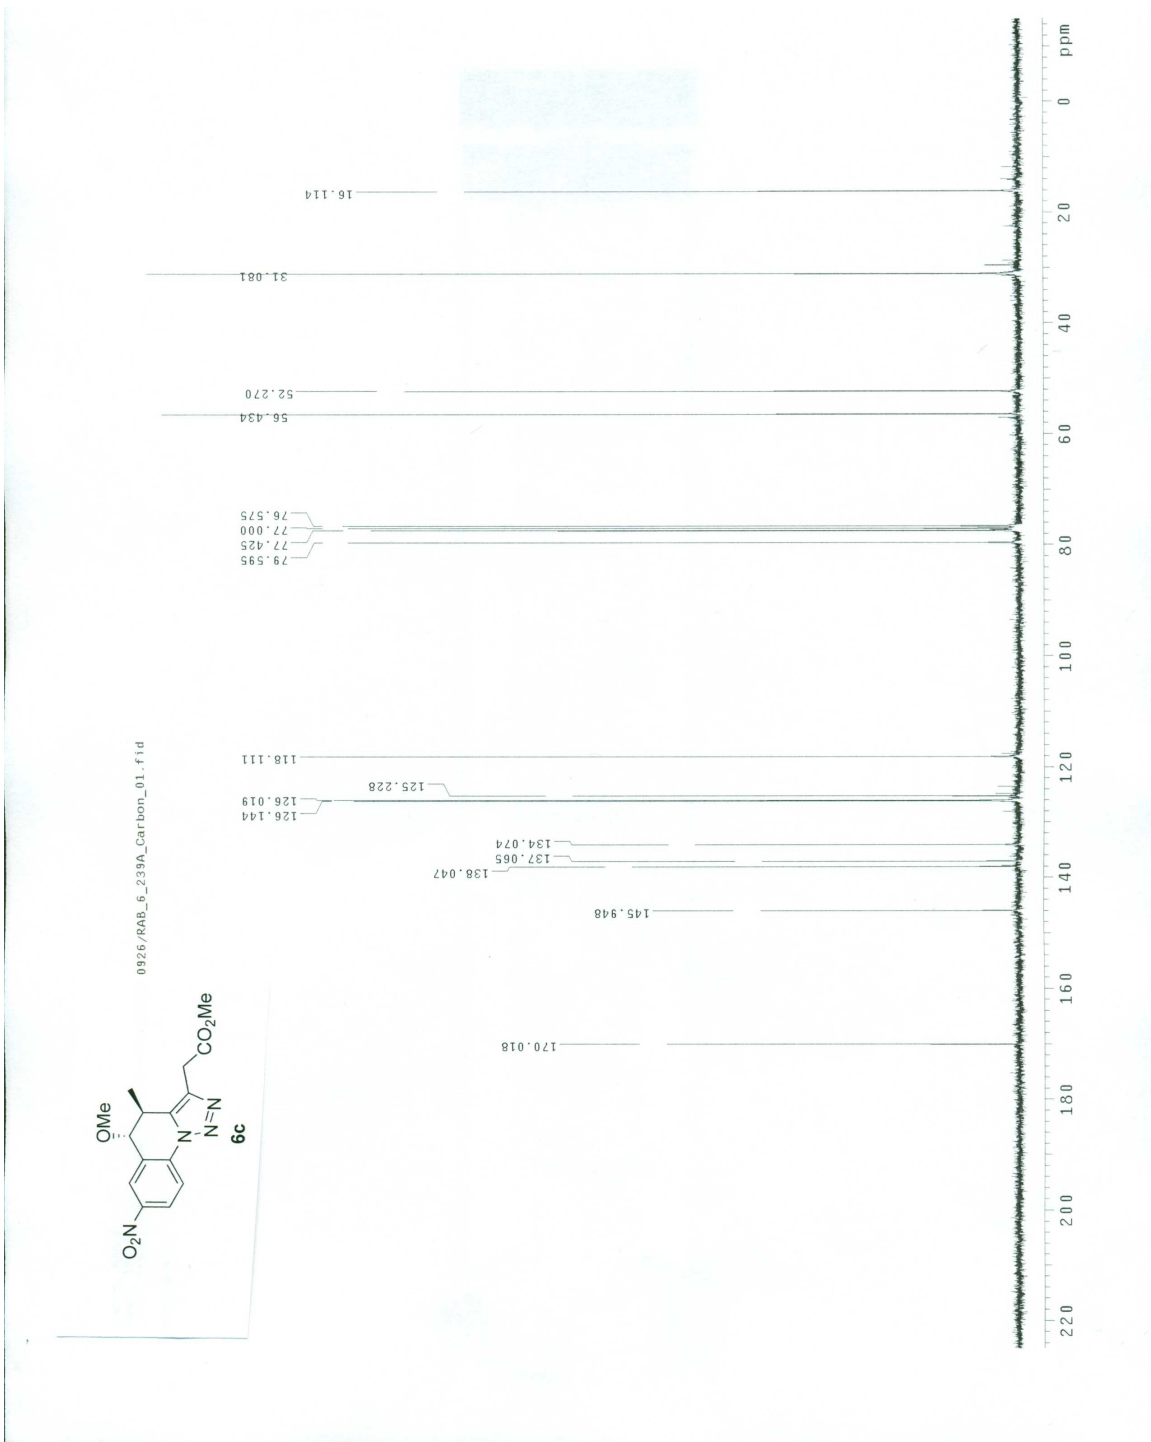 0926/RAB_6_239A_Carbon_01.fid
OMe
O2N
N
N=N
CO2Me
6c
16.114
31.081
52.270
56.434
76.575
77.000
77.425
79.595
118.111
125.228
126.019
126.144
134.074
137.065
138.047
145.948
170.018
220 200 180 160 140 120 100 80 60 40 20 0 ppm